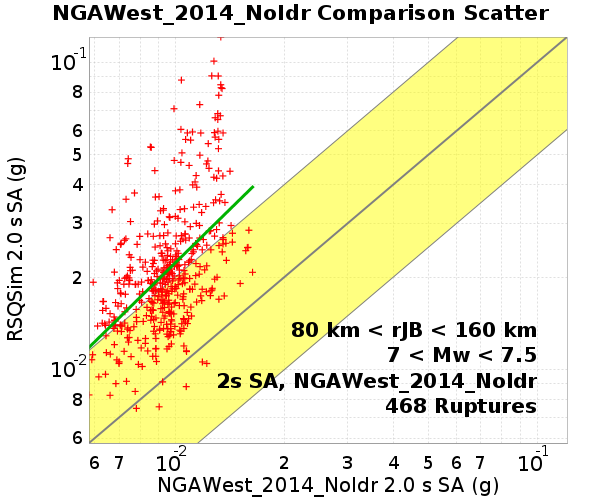 NGAWest_2014_NoIdr Comparison Scatter
10-1
8
6
5
4
3
2
10-2
8
6
RSQSim 2.0 s SA (g)
80 km < rJB < 160 km
7 < Mw < 7.5
2s SA, NGAWest_2014_NoIdr
468 Ruptures
6 7 10-2 2 3 4 5 6 7 8 10-1
NGAWest_2014_NoIdr 2.0 s SA (g)